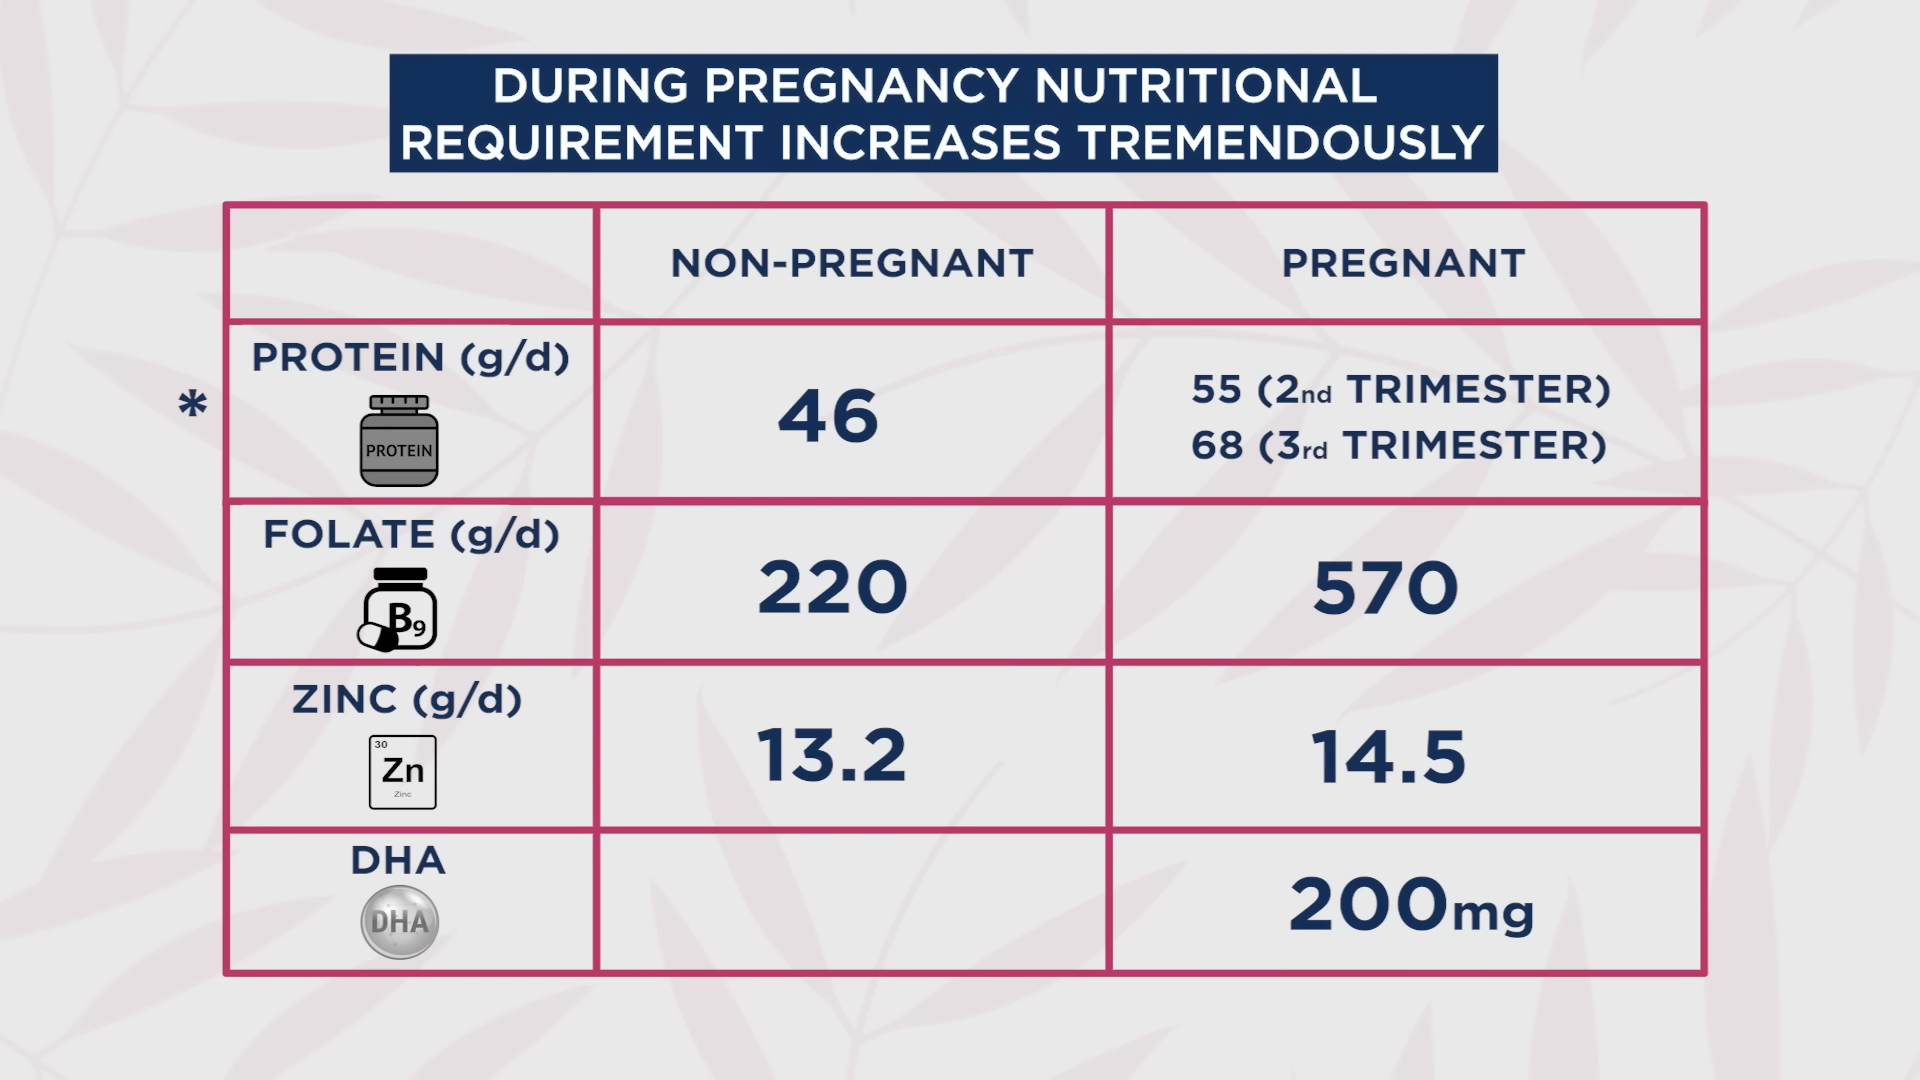 DURING PREGNANCY NUTRITIONAL
REQUIREMENT INCREASES TREMENDOUSLY
NON-PREGNANT
PREGNANT
*
PROTEIN (g/d)
PROTEIN
46
55 (2nd TRIMESTER)
68 (3rd TRIMESTER)
FOLATE (g/d)
B9
220
570
ZINC (g/d)
30
Zn
Zinc
13.2
14.5
DHA
DHA
200mg